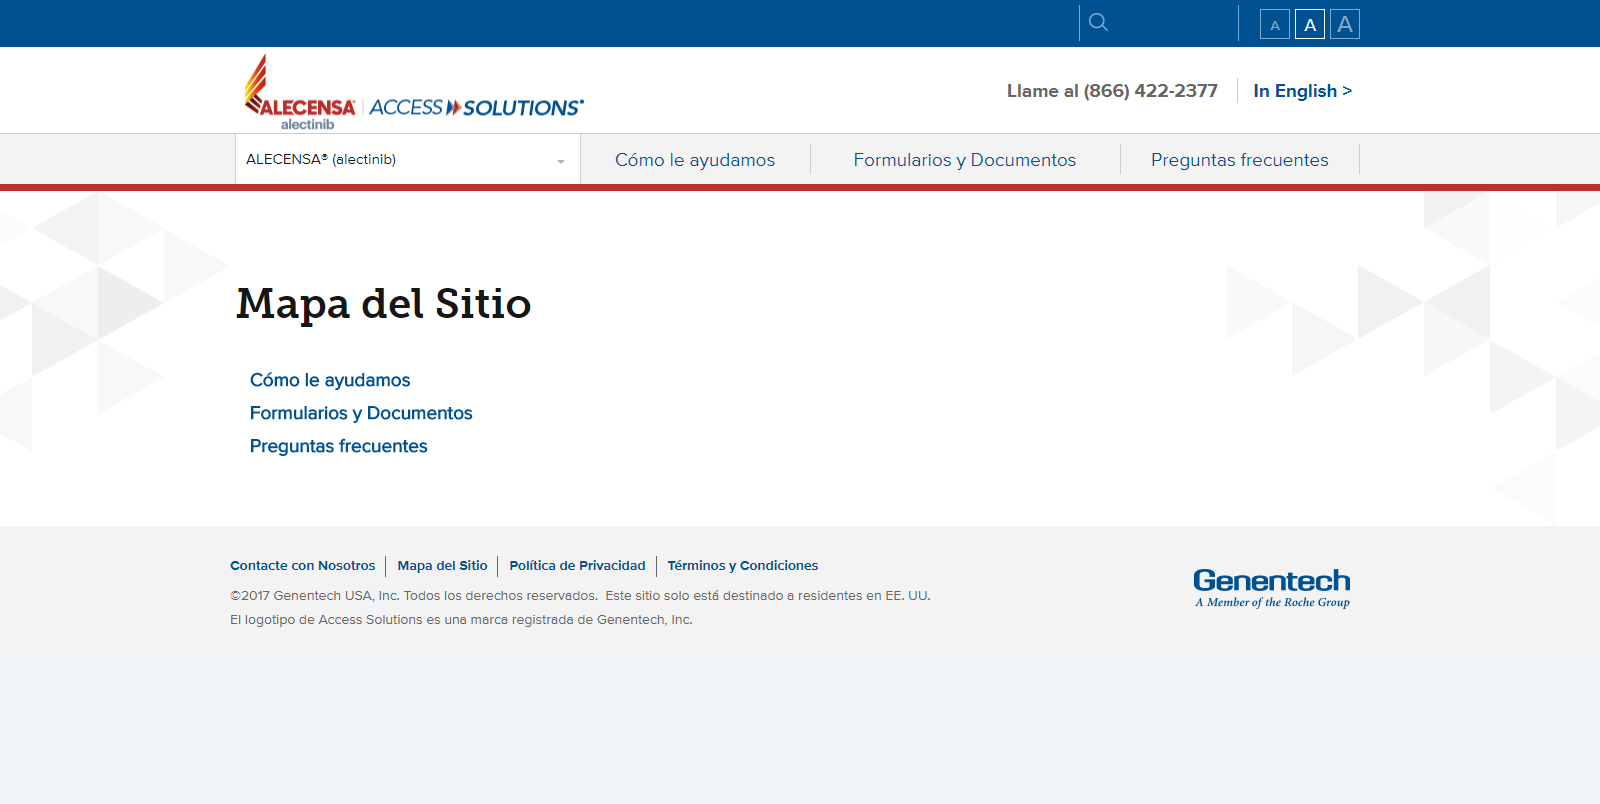 A A A
ALECENSA®
alectinib
ACCESS SOLUTIONS®
Llame al (866) 422-2377
In English >
ALECENSA® (alectinib)
Cómo le ayudamos
Formularios y Documentos
Preguntas frecuentes
Mapa del Sitio
Cómo le ayudamos
Formularios y Documentos
Preguntas frecuentes
Contacte con Nosotros
Mapa del Sitio
Política de Privacidad
Términos y Condiciones
©2017 Genentech USA, Inc. Todos los derechos reservados. Este sitio solo está destinado a residentes en EE. UU.
El logotipo de Access Solutions es una marca registrada de Genentech, Inc.
Genentech
A Member of the Roche Group